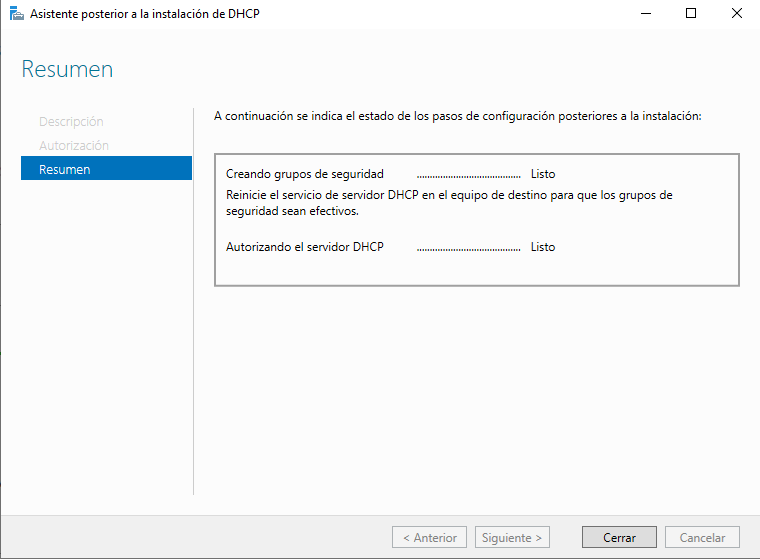 Asistente posterior a la instalación de DHCP
Resumen
Descripción
Autorización
Resumen
A continuación se indica el estado de los pasos de configuración posteriores a la instalación:
Creando grupos de seguridad ........................................ Listo
Reinicie el servicio de servidor DHCP en el equipo de destino para que los grupos de
seguridad sean efectivos.
Autorizando el servidor DHCP ........................................ Listo
< Anterior
Siguiente >
Cerrar
Cancelar